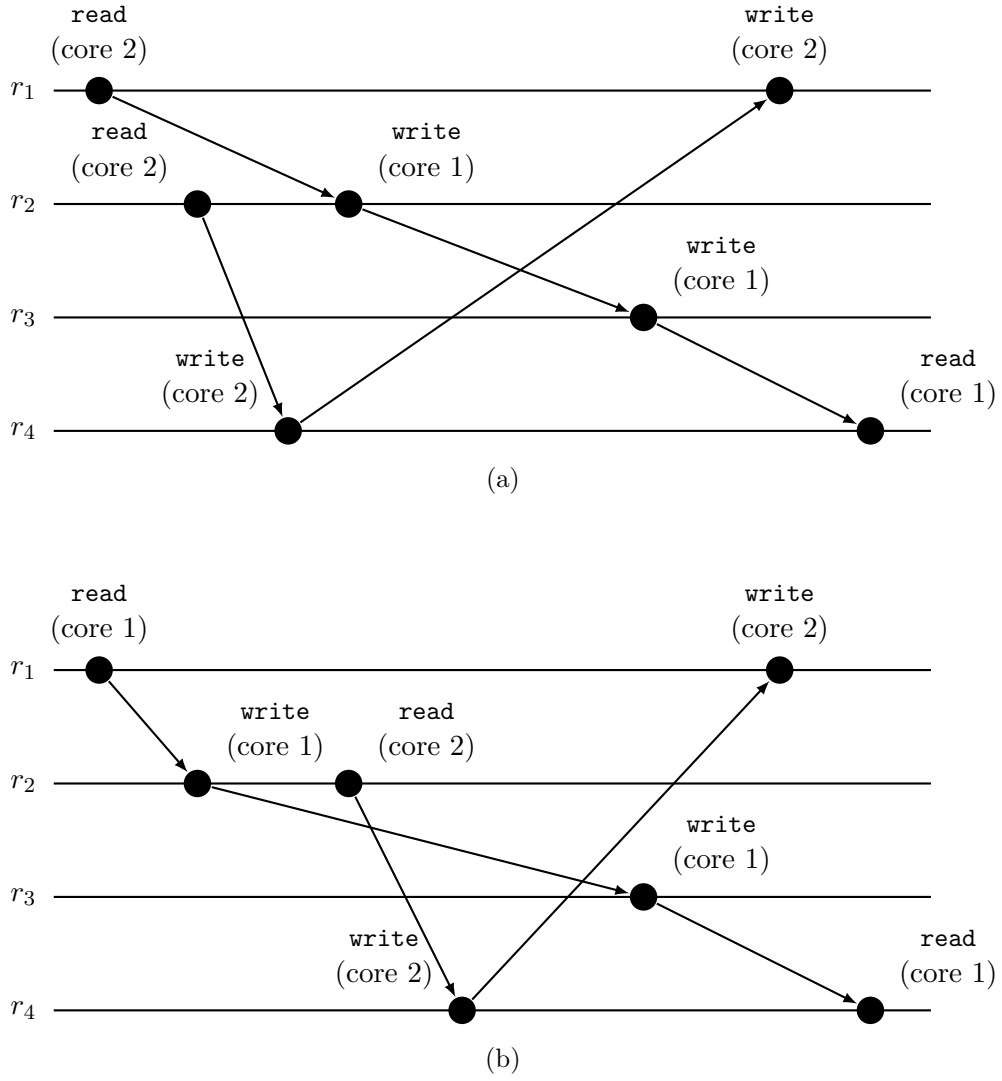 read
(core 2)
write
(core 2)
r₁
read
(core 2)
write
(core 1)
r₂
write
(core 1)
r₃
write
(core 2)
read
(core 1)
r₄
(a)
read
(core 1)
write
(core 2)
r₁
write
(core 1)
read
(core 2)
r₂
write
(core 1)
r₃
write
(core 2)
read
(core 1)
r₄
(b)